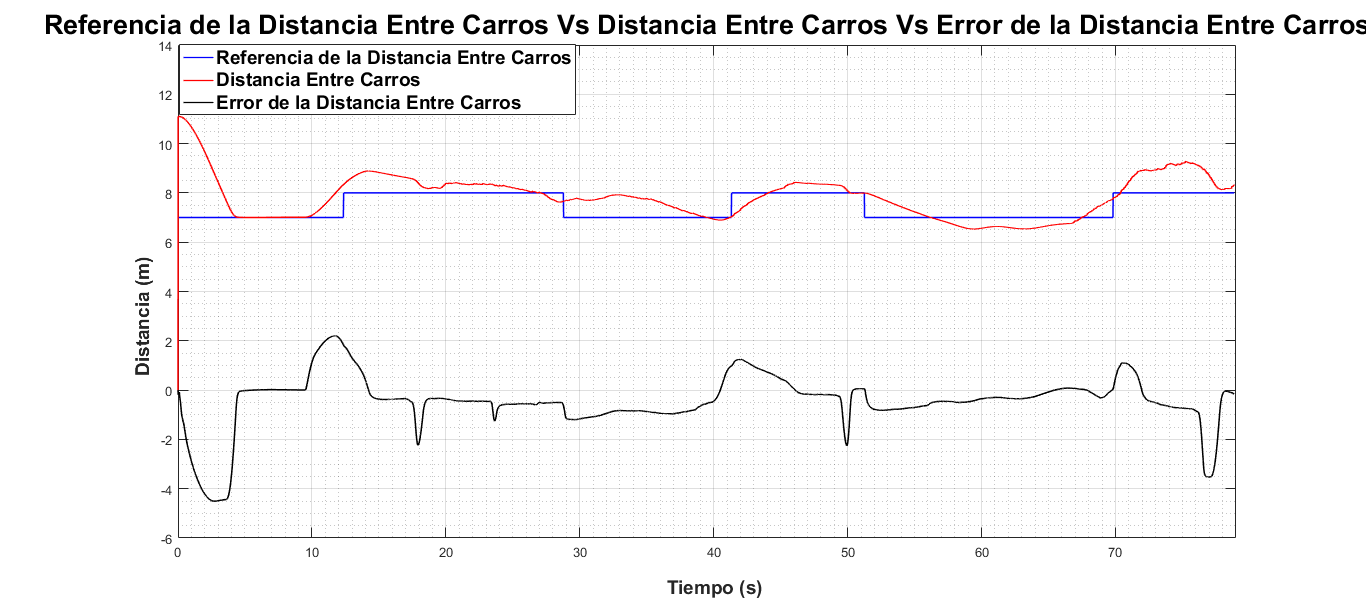 Referencia de la Distancia Entre Carros Vs Distancia Entre Carros Vs Error de la Distancia Entre Carros
Referencia de la Distancia Entre Carros
Distancia Entre Carros
Error de la Distancia Entre Carros
14
12
10
8
6
4
2
0
-2
-4
-6
Distancia (m)
0 10 20 30 40 50 60 70
Tiempo (s)